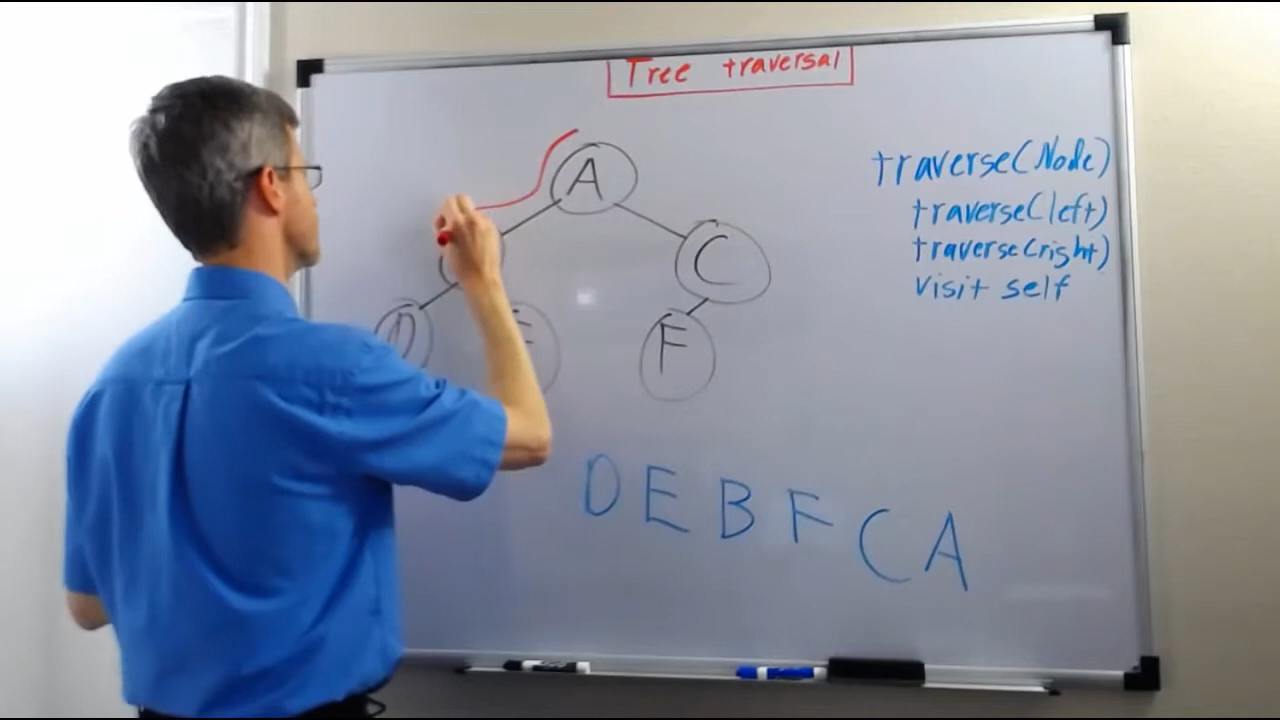 Tree traversal
A
C
D E F
traverse(Node)
traverse(left)
traverse(right)
visit self
D E B F C A